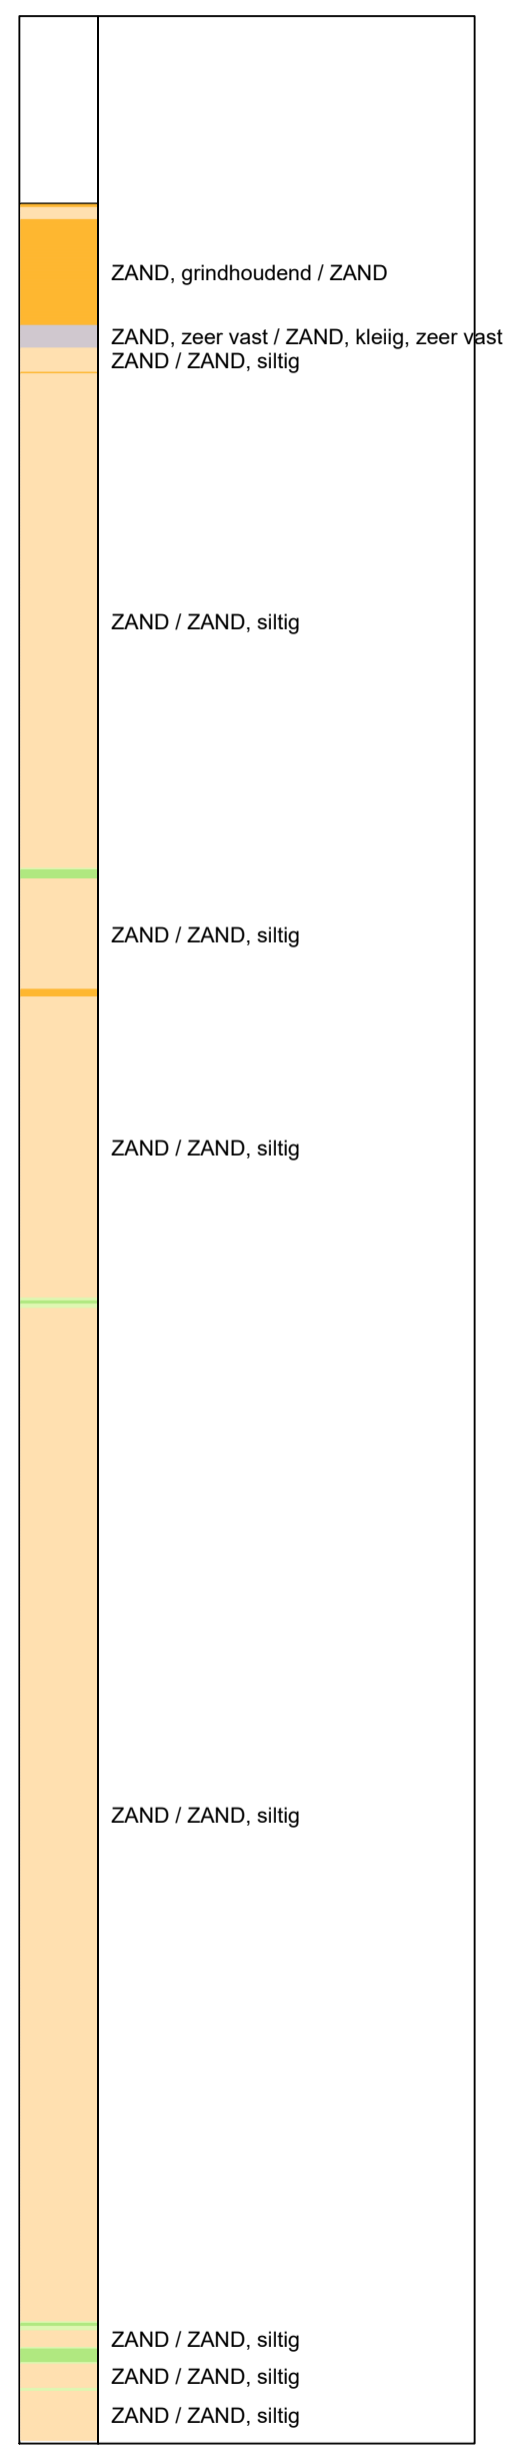 ZAND, grindhoudend / ZAND
ZAND, zeer vast / ZAND, kleiig, zeer vast
ZAND / ZAND, siltig
ZAND / ZAND, siltig
ZAND / ZAND, siltig
ZAND / ZAND, siltig
ZAND / ZAND, siltig
ZAND / ZAND, siltig
ZAND / ZAND, siltig
ZAND / ZAND, siltig